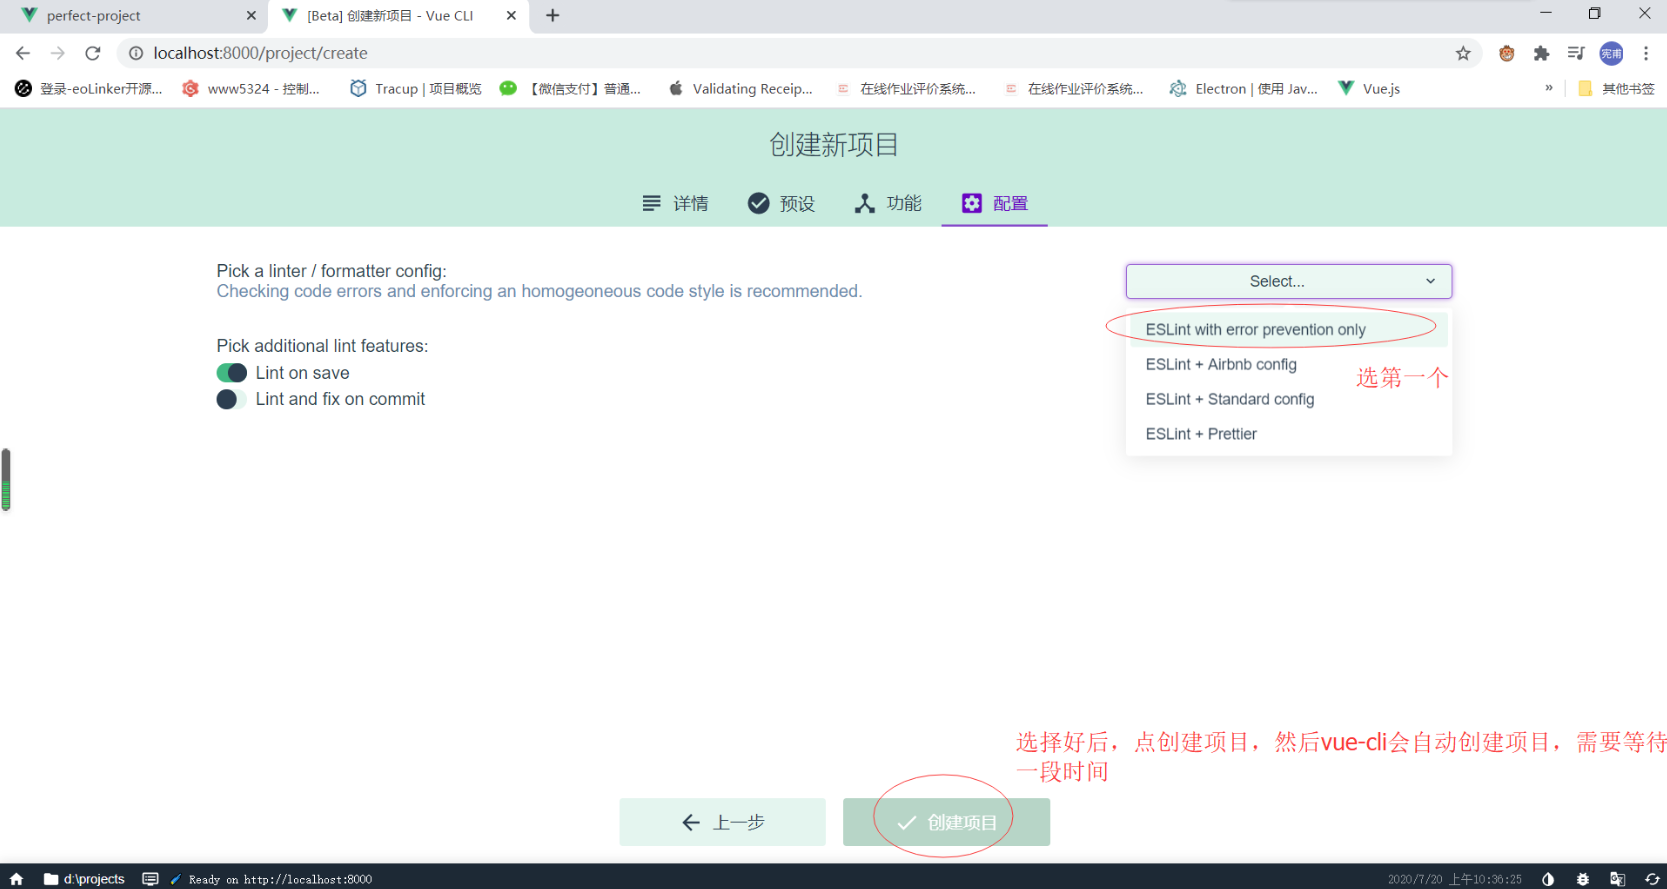 perfect-project
[Beta] 创建新项目 - Vue CLI
localhost:8000/project/create
宪甫
登录-eoLinker开源...
www5324 - 控制...
Tracup | 项目概览
【微信支付】普通...
Validating Receip...
在线作业评价系统...
在线作业评价系统...
Electron | 使用 Jav...
Vue.js
»
其他书签
创建新项目
详情
预设
功能
配置
Pick a linter / formatter config:
Checking code errors and enforcing an homogeoneous code style is recommended.
Select...
ESLint with error prevention only
ESLint + Airbnb config
选第一个
ESLint + Standard config
ESLint + Prettier
Pick additional lint features:
Lint on save
Lint and fix on commit
选择好后，点创建项目，然后vue-cli会自动创建项目，需要等待
一段时间
上一步
创建项目
d:\projects
Ready on http://localhost:8000
2020/7/20 上午10:36:25